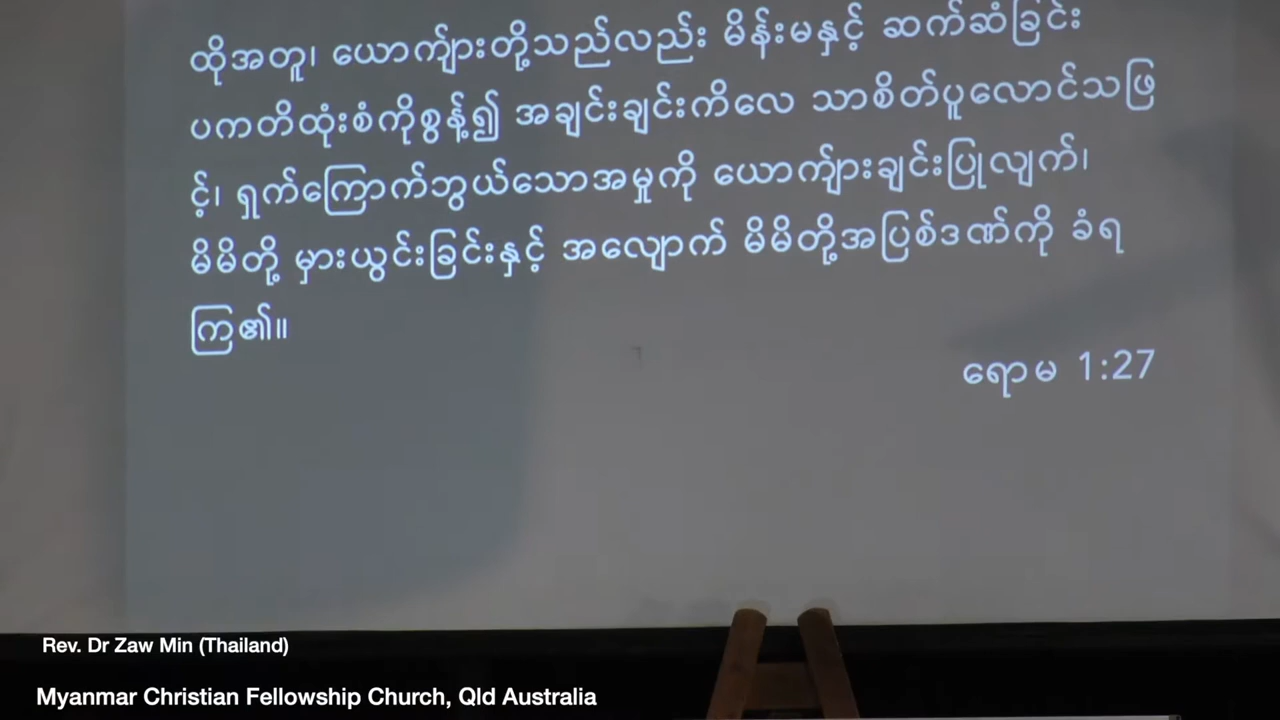 ထိုအတူ၊ ယောကျ်ားတို့သည်လည်း မိန်းမနှင့် ဆက်ဆံခြင်း
ပကတိထုံးစံကိုစွန့်၍ အချင်းချင်းကိလေ သာစိတ်ပူလောင်သဖြ
င့်၊ ရှက်ကြောက်ဘွယ်သောအမှုကို ယောကျ်ားချင်းပြုလျက်၊
မိမိတို့ မှားယွင်းခြင်းနှင့် အလျောက် မိမိတို့အပြစ်ဒဏ်ကို ခံရ
ကြ၏။
ရောမ 1:27
Rev. Dr Zaw Min (Thailand)
Myanmar Christian Fellowship Church, Qld Australia